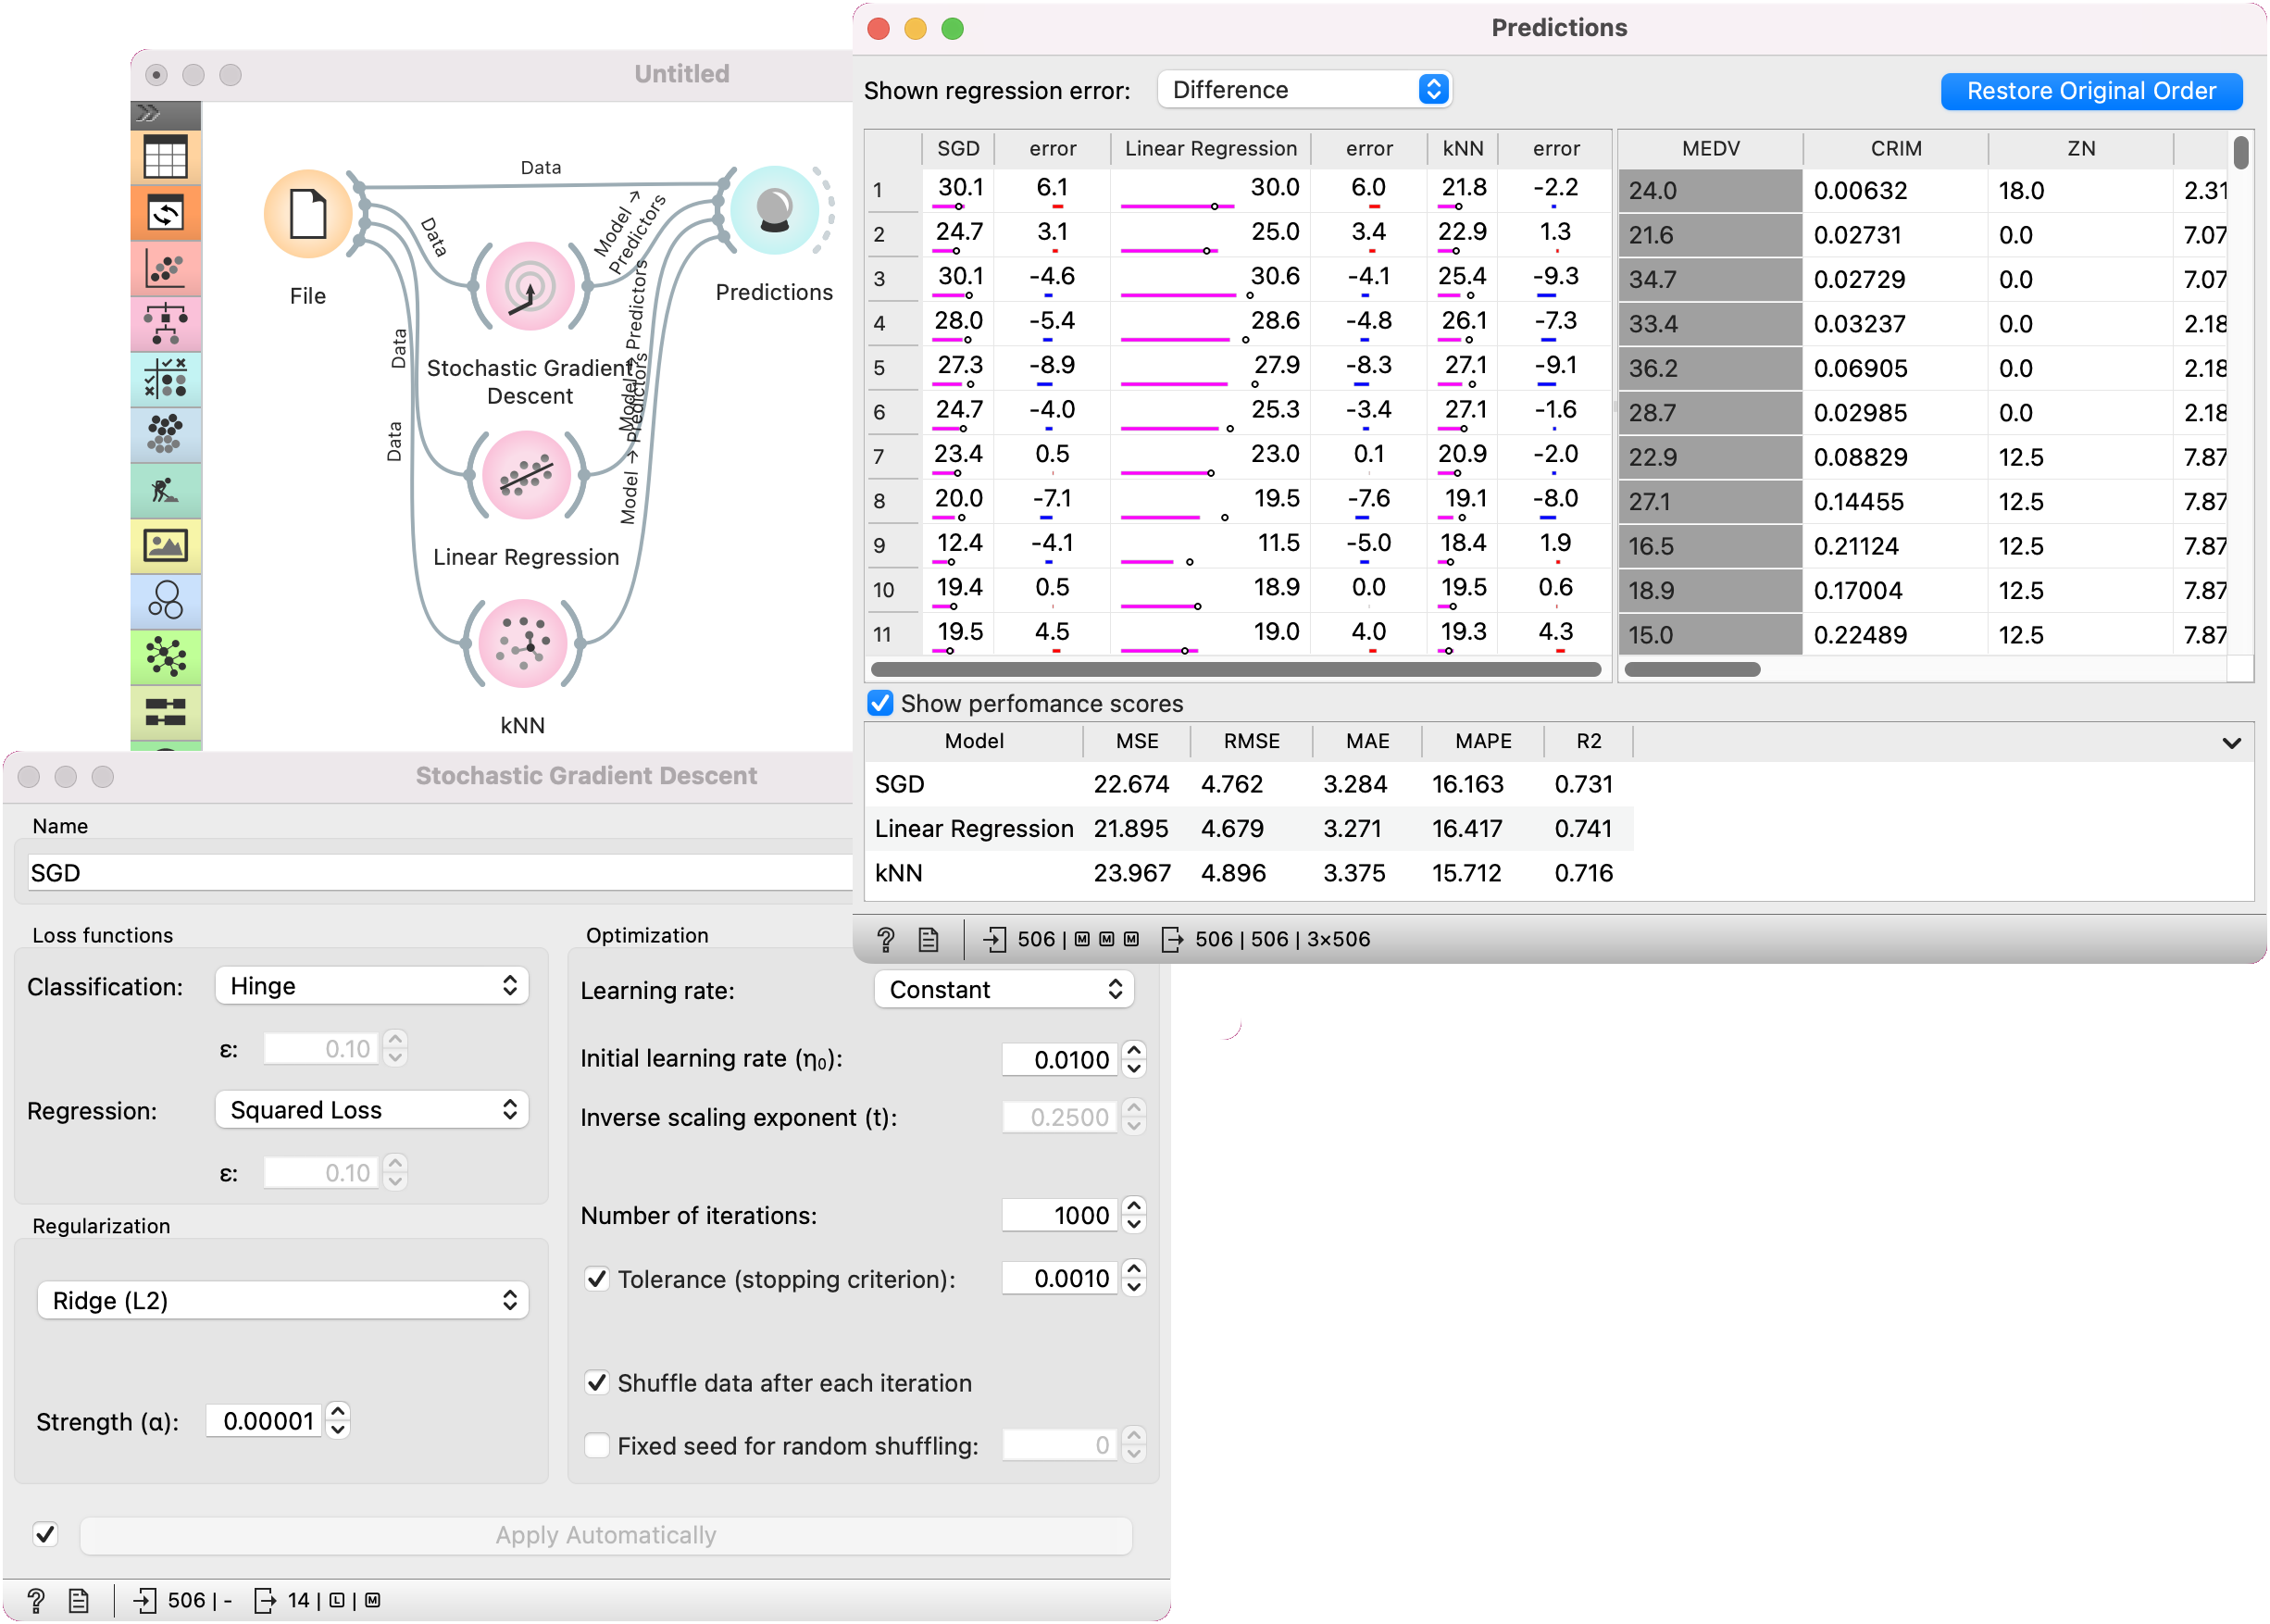 Untitled
Data
File
Data
Model → Predictors
Predictions
Stochastic Gradient
Descent
Data
Model → Predictors
Data
Model → Predictors
Linear Regression
kNN
Predictions
Shown regression error: Difference Restore Original Order
SGD error Linear Regression error kNN error MEDV CRIM ZN
1 30.1 6.1 30.0 6.0 21.8 -2.2 24.0 0.00632 18.0 2.31
2 24.7 3.1 25.0 3.4 22.9 1.3 21.6 0.02731 0.0 7.07
3 30.1 -4.6 30.6 -4.1 25.4 -9.3 34.7 0.02729 0.0 7.07
4 28.0 -5.4 28.6 -4.8 26.1 -7.3 33.4 0.03237 0.0 2.18
5 27.3 -8.9 27.9 -8.3 27.1 -9.1 36.2 0.06905 0.0 2.18
6 24.7 -4.0 25.3 -3.4 27.1 -1.6 28.7 0.02985 0.0 2.18
7 23.4 0.5 23.0 0.1 20.9 -2.0 22.9 0.08829 12.5 7.87
8 20.0 -7.1 19.5 -7.6 19.1 -8.0 27.1 0.14455 12.5 7.87
9 12.4 -4.1 11.5 -5.0 18.4 1.9 16.5 0.21124 12.5 7.87
10 19.4 0.5 18.9 0.0 19.5 0.6 18.9 0.17004 12.5 7.87
11 19.5 4.5 19.0 4.0 19.3 4.3 15.0 0.22489 12.5 7.87
Show perfomance scores
Model MSE RMSE MAE MAPE R2
SGD 22.674 4.762 3.284 16.163 0.731
Linear Regression 21.895 4.679 3.271 16.417 0.741
kNN 23.967 4.896 3.375 15.712 0.716
? 506 | M M M 506 | 506 | 3×506
Stochastic Gradient Descent
Name
SGD
Loss functions
Classification: Hinge
ε: 0.10
Regression: Squared Loss
ε: 0.10
Regularization
Ridge (L2)
Strength (α): 0.00001
Optimization
Learning rate: Constant
Initial learning rate (η₀): 0.0100
Inverse scaling exponent (t): 0.2500
Number of iterations: 1000
Tolerance (stopping criterion): 0.0010
Shuffle data after each iteration
Fixed seed for random shuffling: 0
Apply Automatically
? 506 | - 14 | L | M